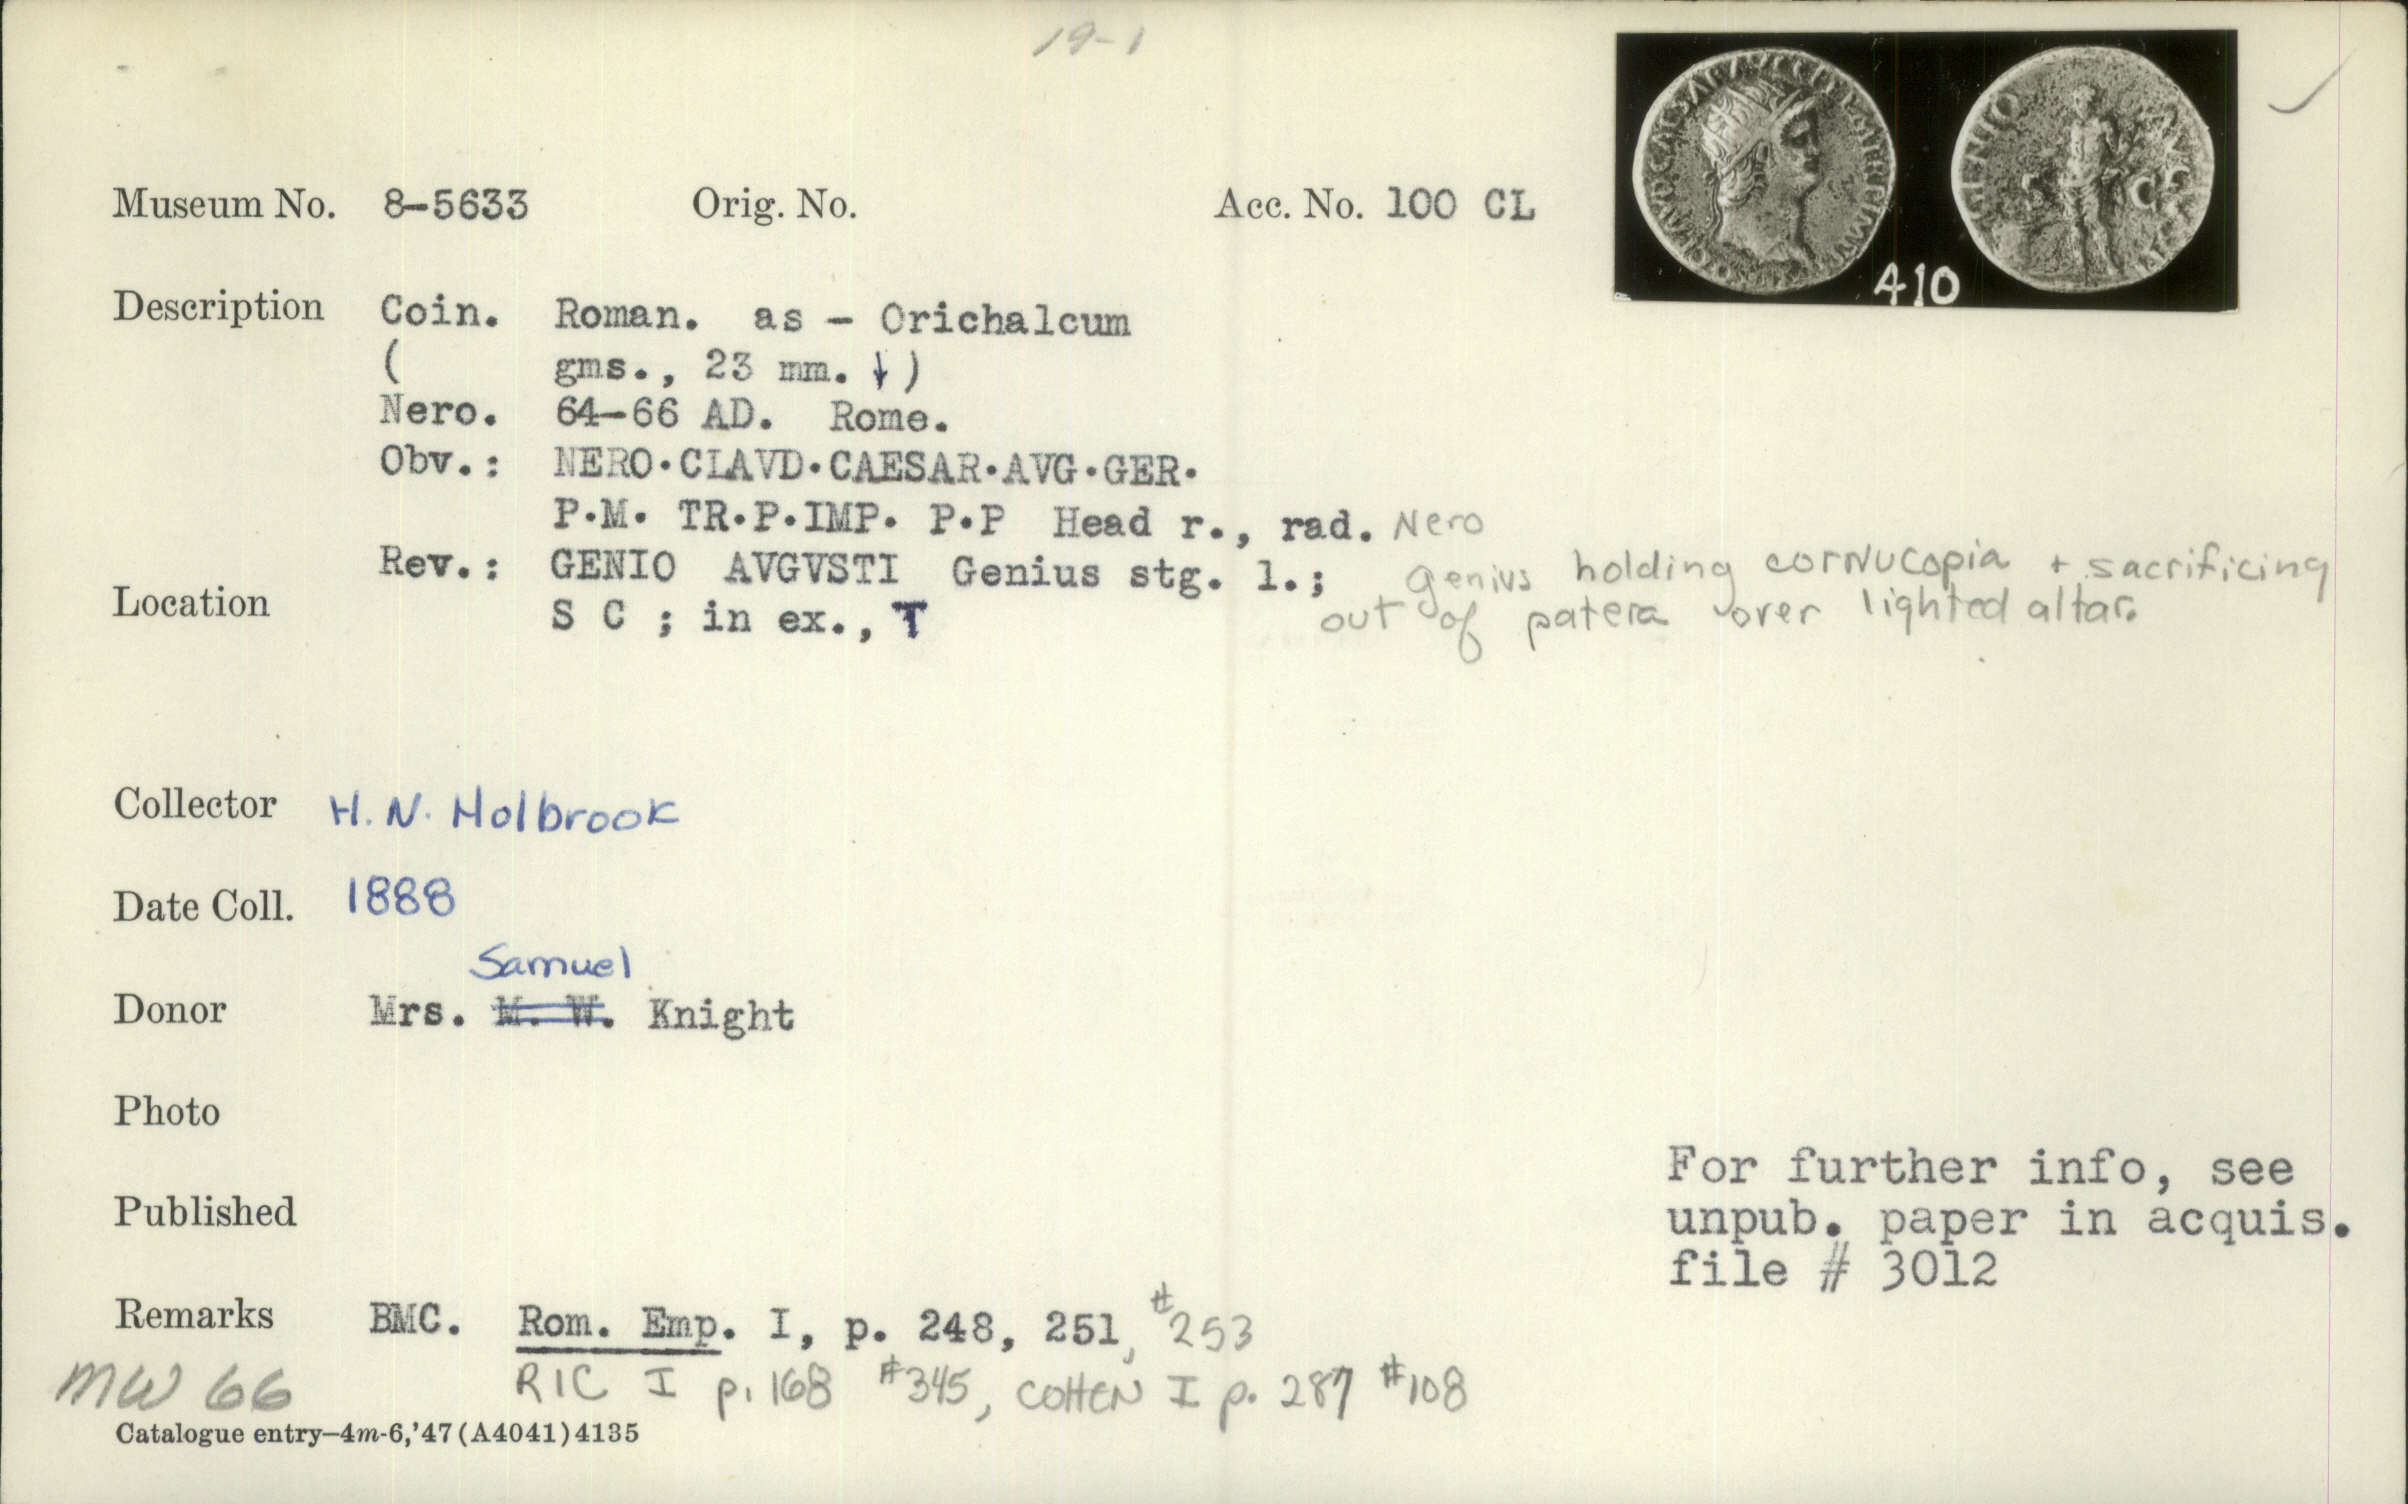 19-1
Museum No. 8-5633 Orig. No. Acc. No. 100 CL
410
Description Coin. Roman. as - Orichalcum
( gms., 23 mm. ↓)
Nero. 64-66 AD. Rome.
Obv.: NERO·CLAVD·CAESAR·AVG·GER·
P·M· TR·P·IMP· P·P Head r., rad. Nero
Rev.: GENIO AVGVSTI Genius stg. l.; Genius holding cornucopia + sacrificing
Location S C ; in ex., T out of patera over lighted altar.
Collector H. N. Holbrook
Date Coll. 1888
Samuel
Donor Mrs. M. W. Knight
Photo
For further info, see
Published unpub. paper in acquis.
file # 3012
Remarks BMC. Rom. Emp. I, p. 248, 251, #253
MW 66 RIC I p. 168 #345, COHEN I p. 287 #108
Catalogue entry—4m-6,'47(A4041)4135